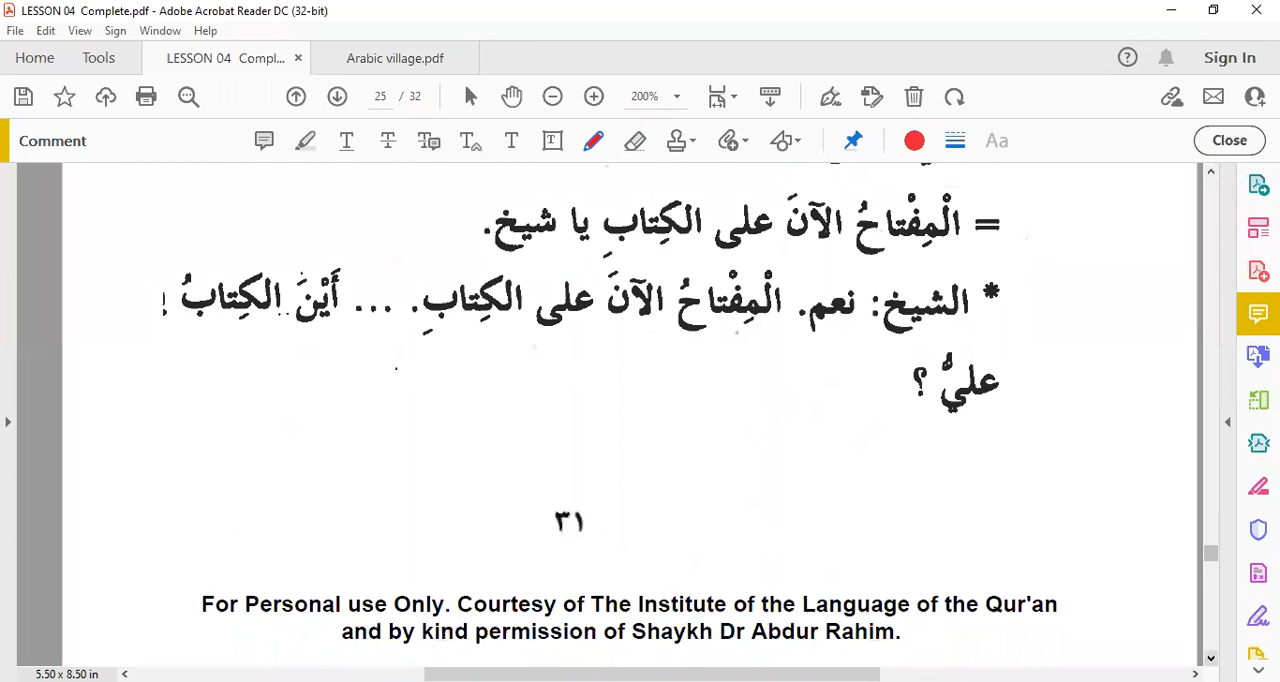 LESSON 04 Complete.pdf - Adobe Acrobat Reader DC (32-bit)
File Edit View Sign Window Help
Home Tools LESSON 04 Compl... × Arabic village.pdf Sign In
25 / 32 200%
Comment Aa Close
= الْمِفْتاحُ الآنَ على الكِتابِ يا شيخ.
* الشيخ: نعم. الْمِفْتاحُ الآنَ على الكِتابِ. ... أَيْنَ الكِتابُ
عليُّ ؟
٣١
For Personal use Only. Courtesy of The Institute of the Language of the Qur'an
and by kind permission of Shaykh Dr Abdur Rahim.
5.50 x 8.50 in